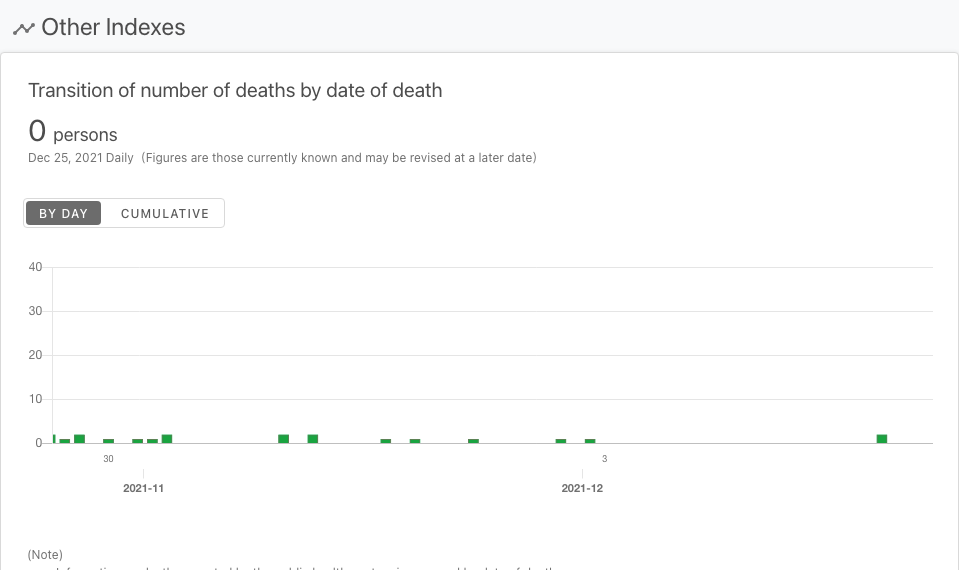 Other Indexes
Transition of number of deaths by date of death
0 persons
Dec 25, 2021 Daily (Figures are those currently known and may be revised at a later date)
BY DAY CUMULATIVE
40
30
20
10
0
30 3
2021-11 2021-12
(Note)